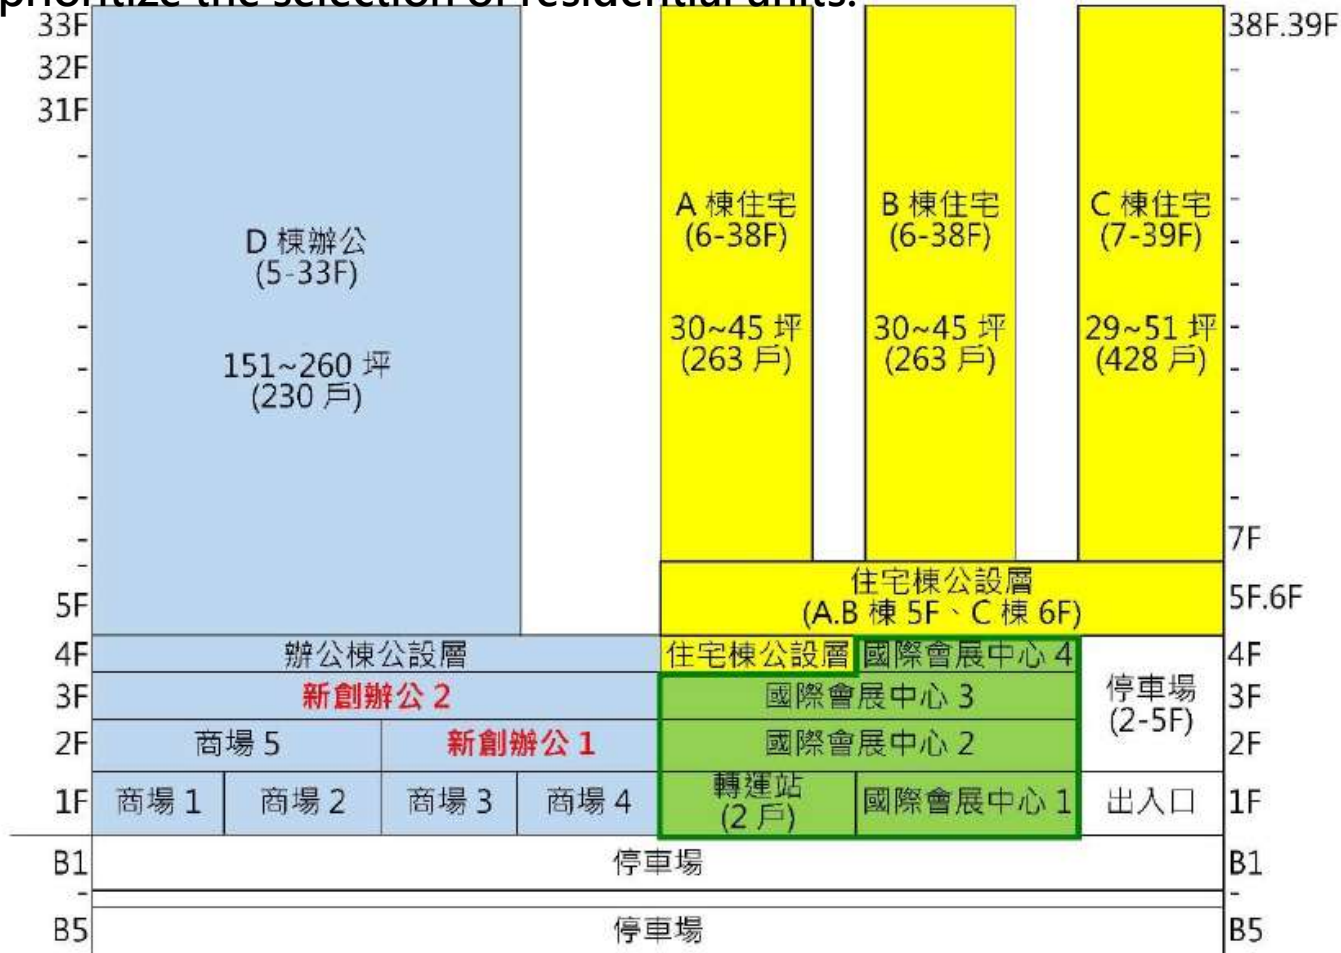 prioritize the selection of residential units.
33F
32F
31F
-
-
-
-
-
-
-
-
-
-
-
5F
4F
3F
2F
1F
B1
-
B5
D 棟辦公
(5-33F)
151~260 坪
(230 戶)
A 棟住宅
(6-38F)
30~45 坪
(263 戶)
B 棟住宅
(6-38F)
30~45 坪
(263 戶)
C 棟住宅
(7-39F)
29~51 坪
(428 戶)
住宅棟公設層
(A.B 棟 5F、C 棟 6F)
辦公棟公設層
住宅棟公設層
國際會展中心 4
新創辦公 2
國際會展中心 3
停車場
(2-5F)
商場 5
新創辦公 1
國際會展中心 2
商場 1
商場 2
商場 3
商場 4
轉運站
(2 戶)
國際會展中心 1
出入口
停車場
停車場
38F.39F
-
-
-
-
-
-
-
-
-
-
7F
5F.6F
4F
3F
2F
1F
B1
-
B5